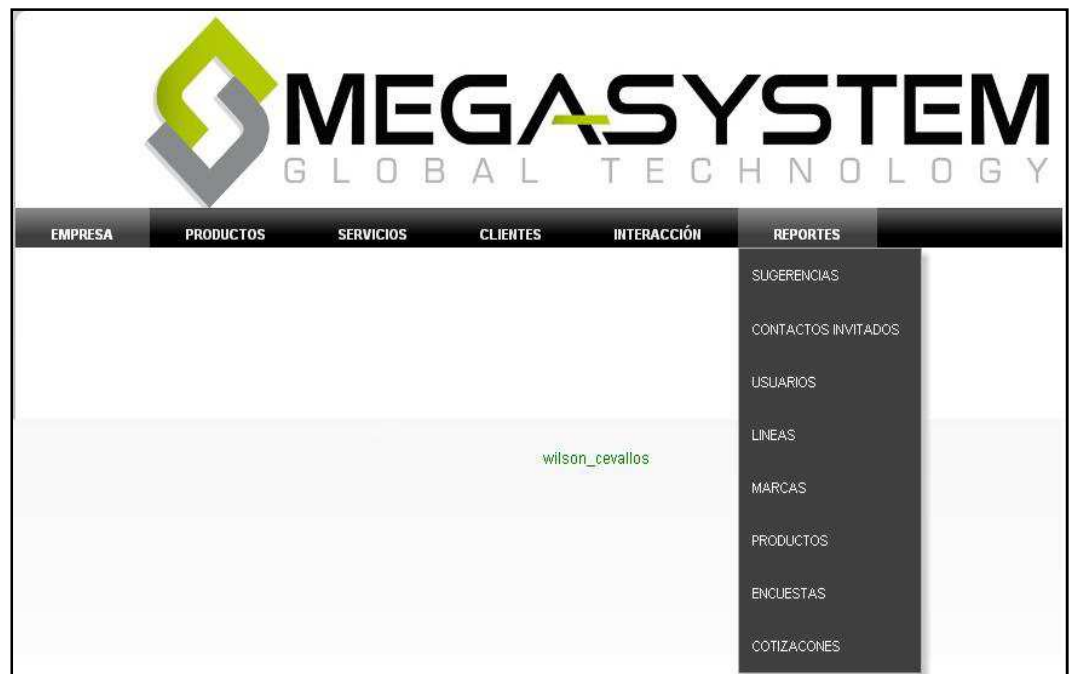 MEGASYSTEM
GLOBAL TECHNOLOGY
EMPRESA PRODUCTOS SERVICIOS CLIENTES INTERACCIÓN REPORTES
SUGERENCIAS
CONTACTOS INVITADOS
USUARIOS
LINEAS
wilson_cevallos
MARCAS
PRODUCTOS
ENCUESTAS
COTIZACONES